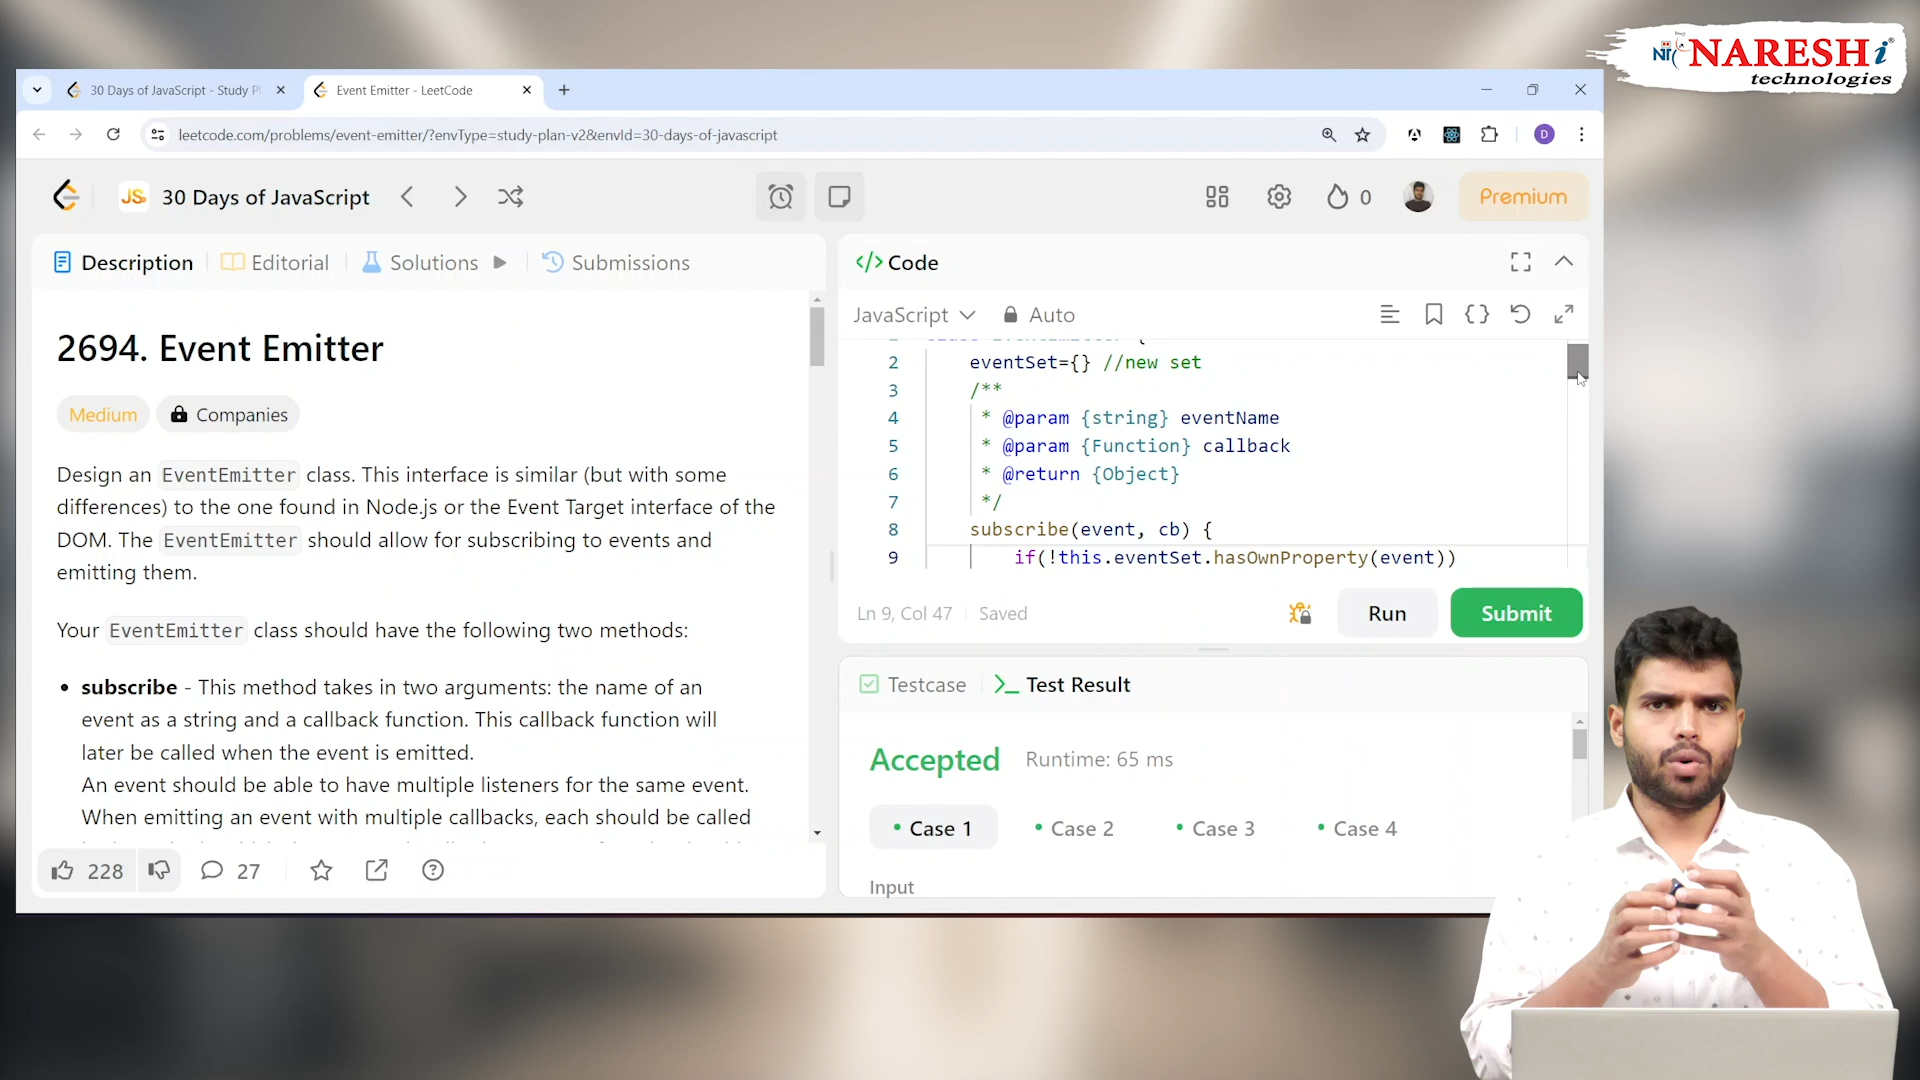 NiT NARESH i ®
technologies
30 Days of JavaScript - Study Pl
Event Emitter - LeetCode
leetcode.com/problems/event-emitter/?envType=study-plan-v2&envId=30-days-of-javascript
D
JS 30 Days of JavaScript
0
Premium
Description
Editorial
Solutions
Submissions
</> Code
2694. Event Emitter
Medium
Companies
Design an EventEmitter class. This interface is similar (but with some
differences) to the one found in Node.js or the Event Target interface of the
DOM. The EventEmitter should allow for subscribing to events and
emitting them.
Your EventEmitter class should have the following two methods:
• subscribe - This method takes in two arguments: the name of an
event as a string and a callback function. This callback function will
later be called when the event is emitted.
An event should be able to have multiple listeners for the same event.
When emitting an event with multiple callbacks, each should be called
228
27
JavaScript
Auto
2 eventSet={} //new set
3 /**
4 * @param {string} eventName
5 * @param {Function} callback
6 * @return {Object}
7 */
8 subscribe(event, cb) {
9 if(!this.eventSet.hasOwnProperty(event))
Ln 9, Col 47
Saved
Run
Submit
Testcase
Test Result
Accepted
Runtime: 65 ms
• Case 1
• Case 2
• Case 3
• Case 4
Input